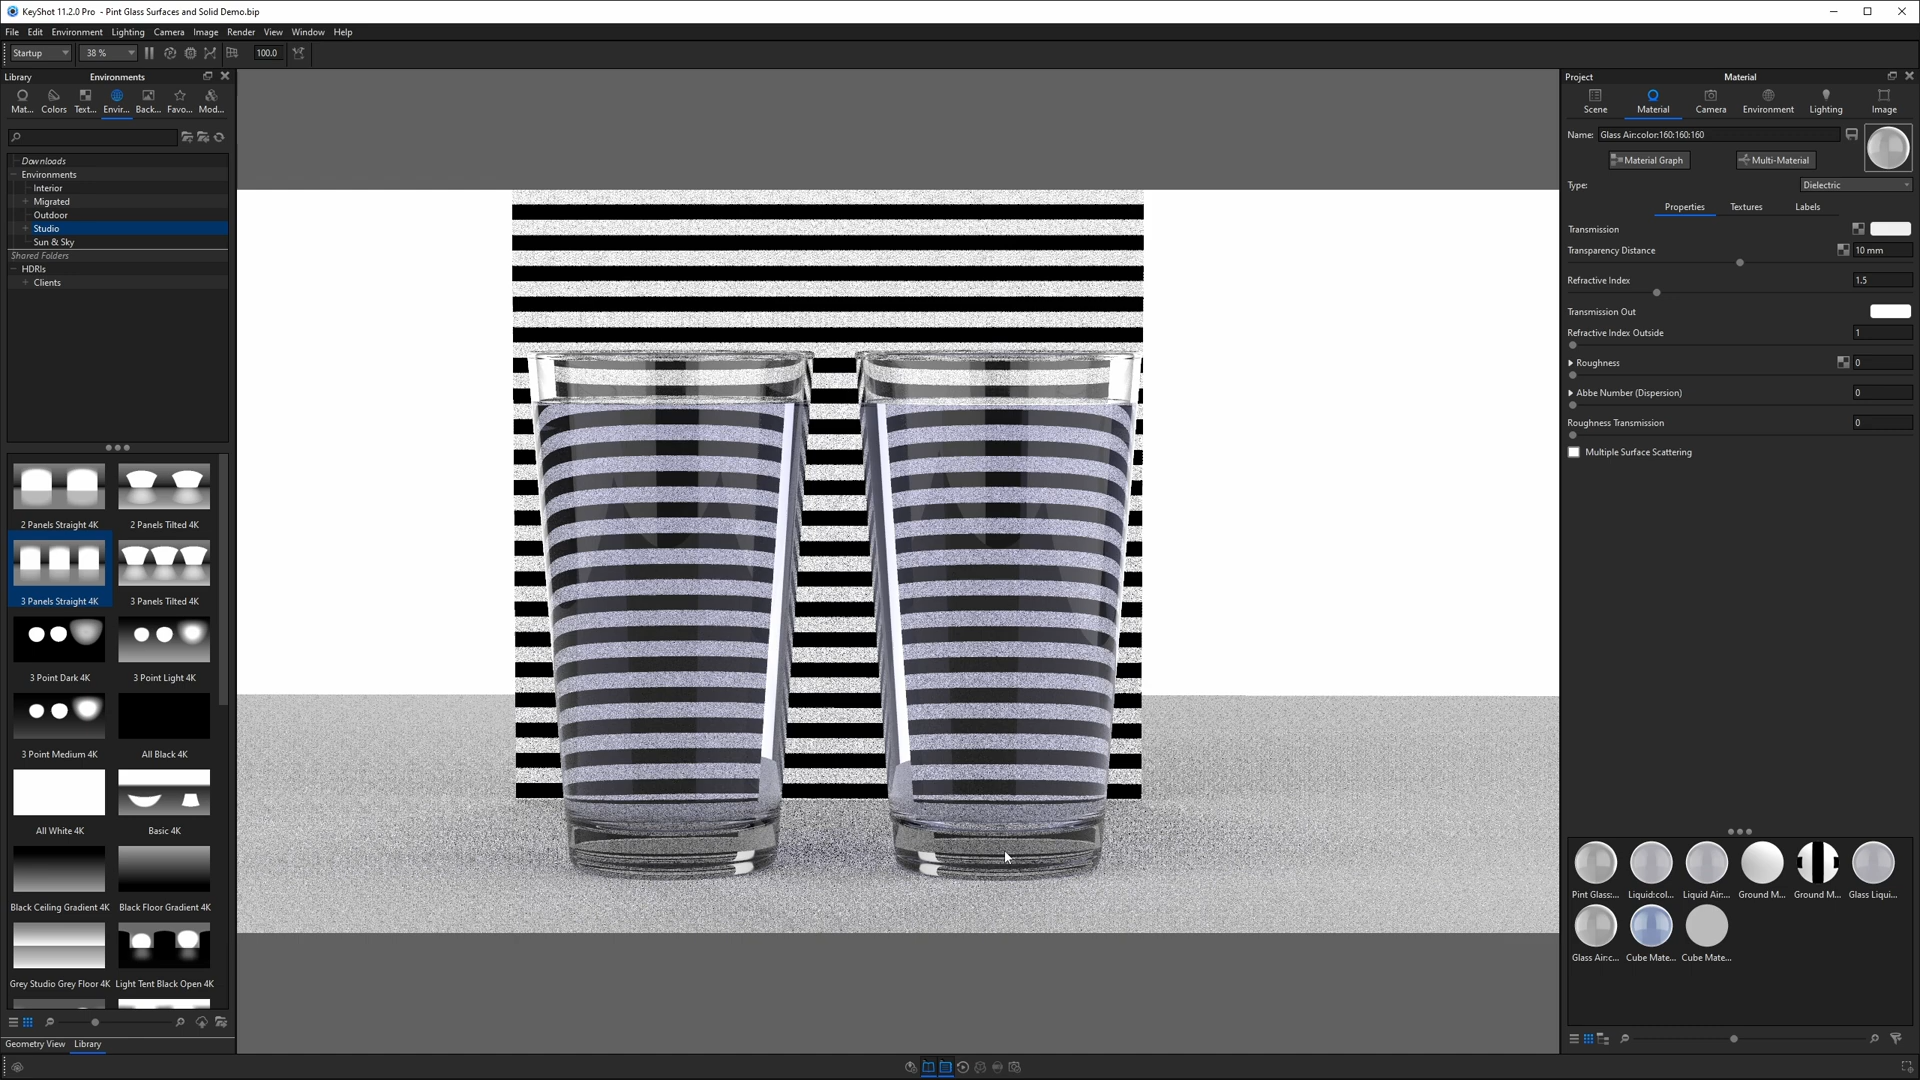 KeyShot 11.2.0 Pro - Pint Glass Surfaces and Solid Demo.bip
File Edit Environment Lighting Camera Image Render View Window Help
Startup 38 % 100.0
Library Environments
Mat... Colors Text... Envir... Back... Favo... Mod...
Downloads
Environments
Interior
Migrated
Outdoor
Studio
Sun & Sky
Shared Folders
HDRIs
Clients
2 Panels Straight 4K 2 Panels Tilted 4K
3 Panels Straight 4K 3 Panels Tilted 4K
3 Point Dark 4K 3 Point Light 4K
3 Point Medium 4K All Black 4K
All White 4K Basic 4K
Black Ceiling Gradient 4K Black Floor Gradient 4K
Grey Studio Grey Floor 4K Light Tent Black Open 4K
Geometry View Library
Project Material
Scene Material Camera Environment Lighting Image
Name: Glass Air:color:160:160:160
Material Graph Multi-Material
Type: Dielectric
Properties Textures Labels
Transmission
Transparency Distance 10 mm
Refractive Index 1.5
Transmission Out
Refractive Index Outside 1
Roughness 0
Abbe Number (Dispersion) 0
Roughness Transmission 0
Multiple Surface Scattering
Pint Glass:... Liquid:col... Liquid Air:... Ground M... Ground M... Glass Liqui...
Glass Air:c... Cube Mate... Cube Mate...